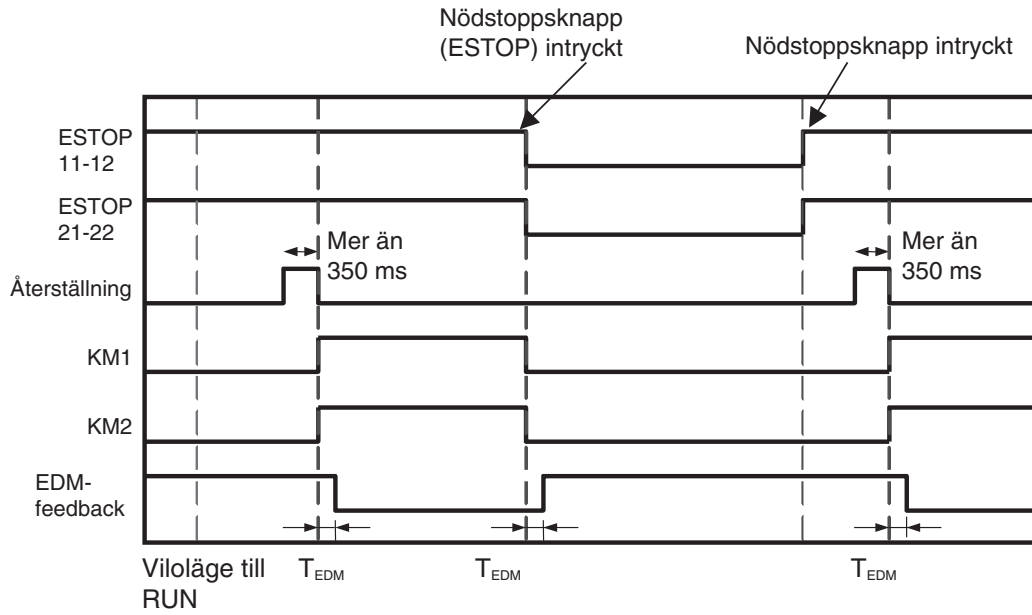 Nödstoppsknapp
(ESTOP) intryckt
Nödstoppsknapp intryckt
ESTOP
11-12
ESTOP
21-22
Mer än
350 ms
Mer än
350 ms
Återställning
KM1
KM2
EDM-
feedback
Viloläge till
RUN
TEDM
TEDM
TEDM